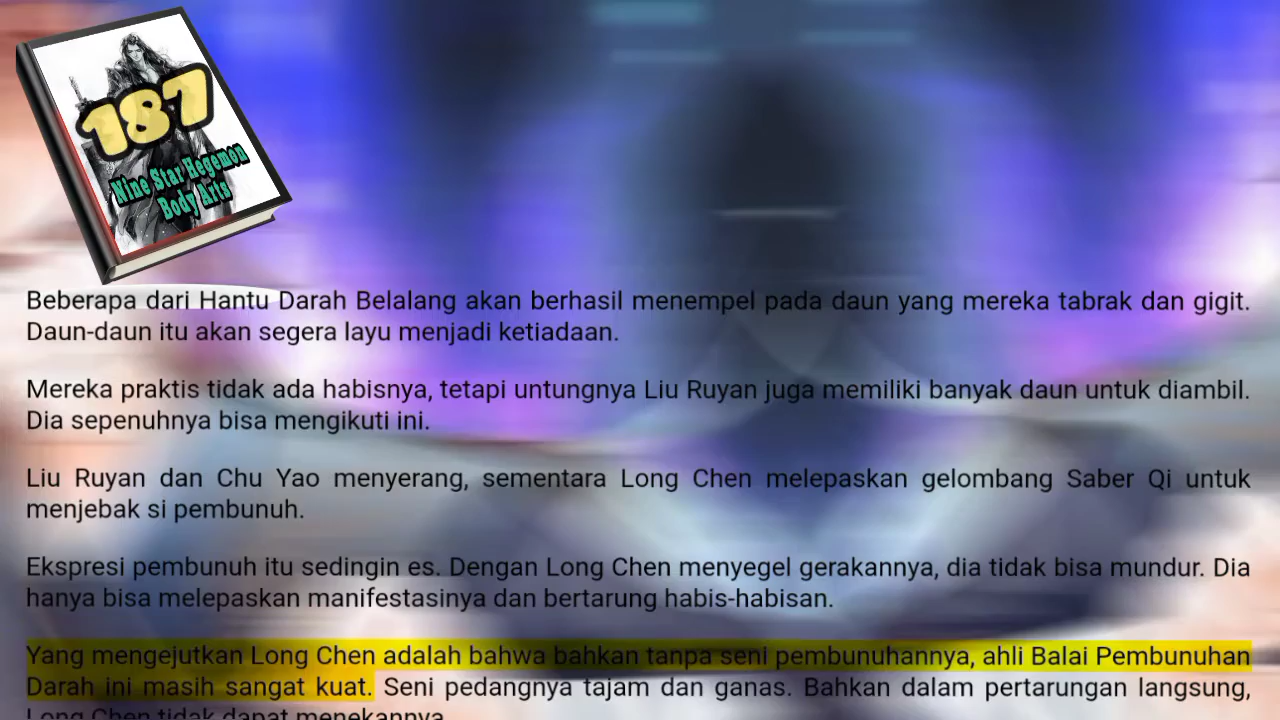 187
Nine Star Hegemon
Body Arts
Beberapa dari Hantu Darah Belalang akan berhasil menempel pada daun yang mereka tabrak dan gigit.
Daun-daun itu akan segera layu menjadi ketiadaan.
Mereka praktis tidak ada habisnya, tetapi untungnya Liu Ruyan juga memiliki banyak daun untuk diambil.
Dia sepenuhnya bisa mengikuti ini.
Liu Ruyan dan Chu Yao menyerang, sementara Long Chen melepaskan gelombang Saber Qi untuk
menjebak si pembunuh.
Ekspresi pembunuh itu sedingin es. Dengan Long Chen menyegel gerakannya, dia tidak bisa mundur. Dia
hanya bisa melepaskan manifestasinya dan bertarung habis-habisan.
Yang mengejutkan Long Chen adalah bahwa bahkan tanpa seni pembunuhannya, ahli Balai Pembunuhan
Darah ini masih sangat kuat. Seni pedangnya tajam dan ganas. Bahkan dalam pertarungan langsung,
Long Chen tidak dapat menekannya